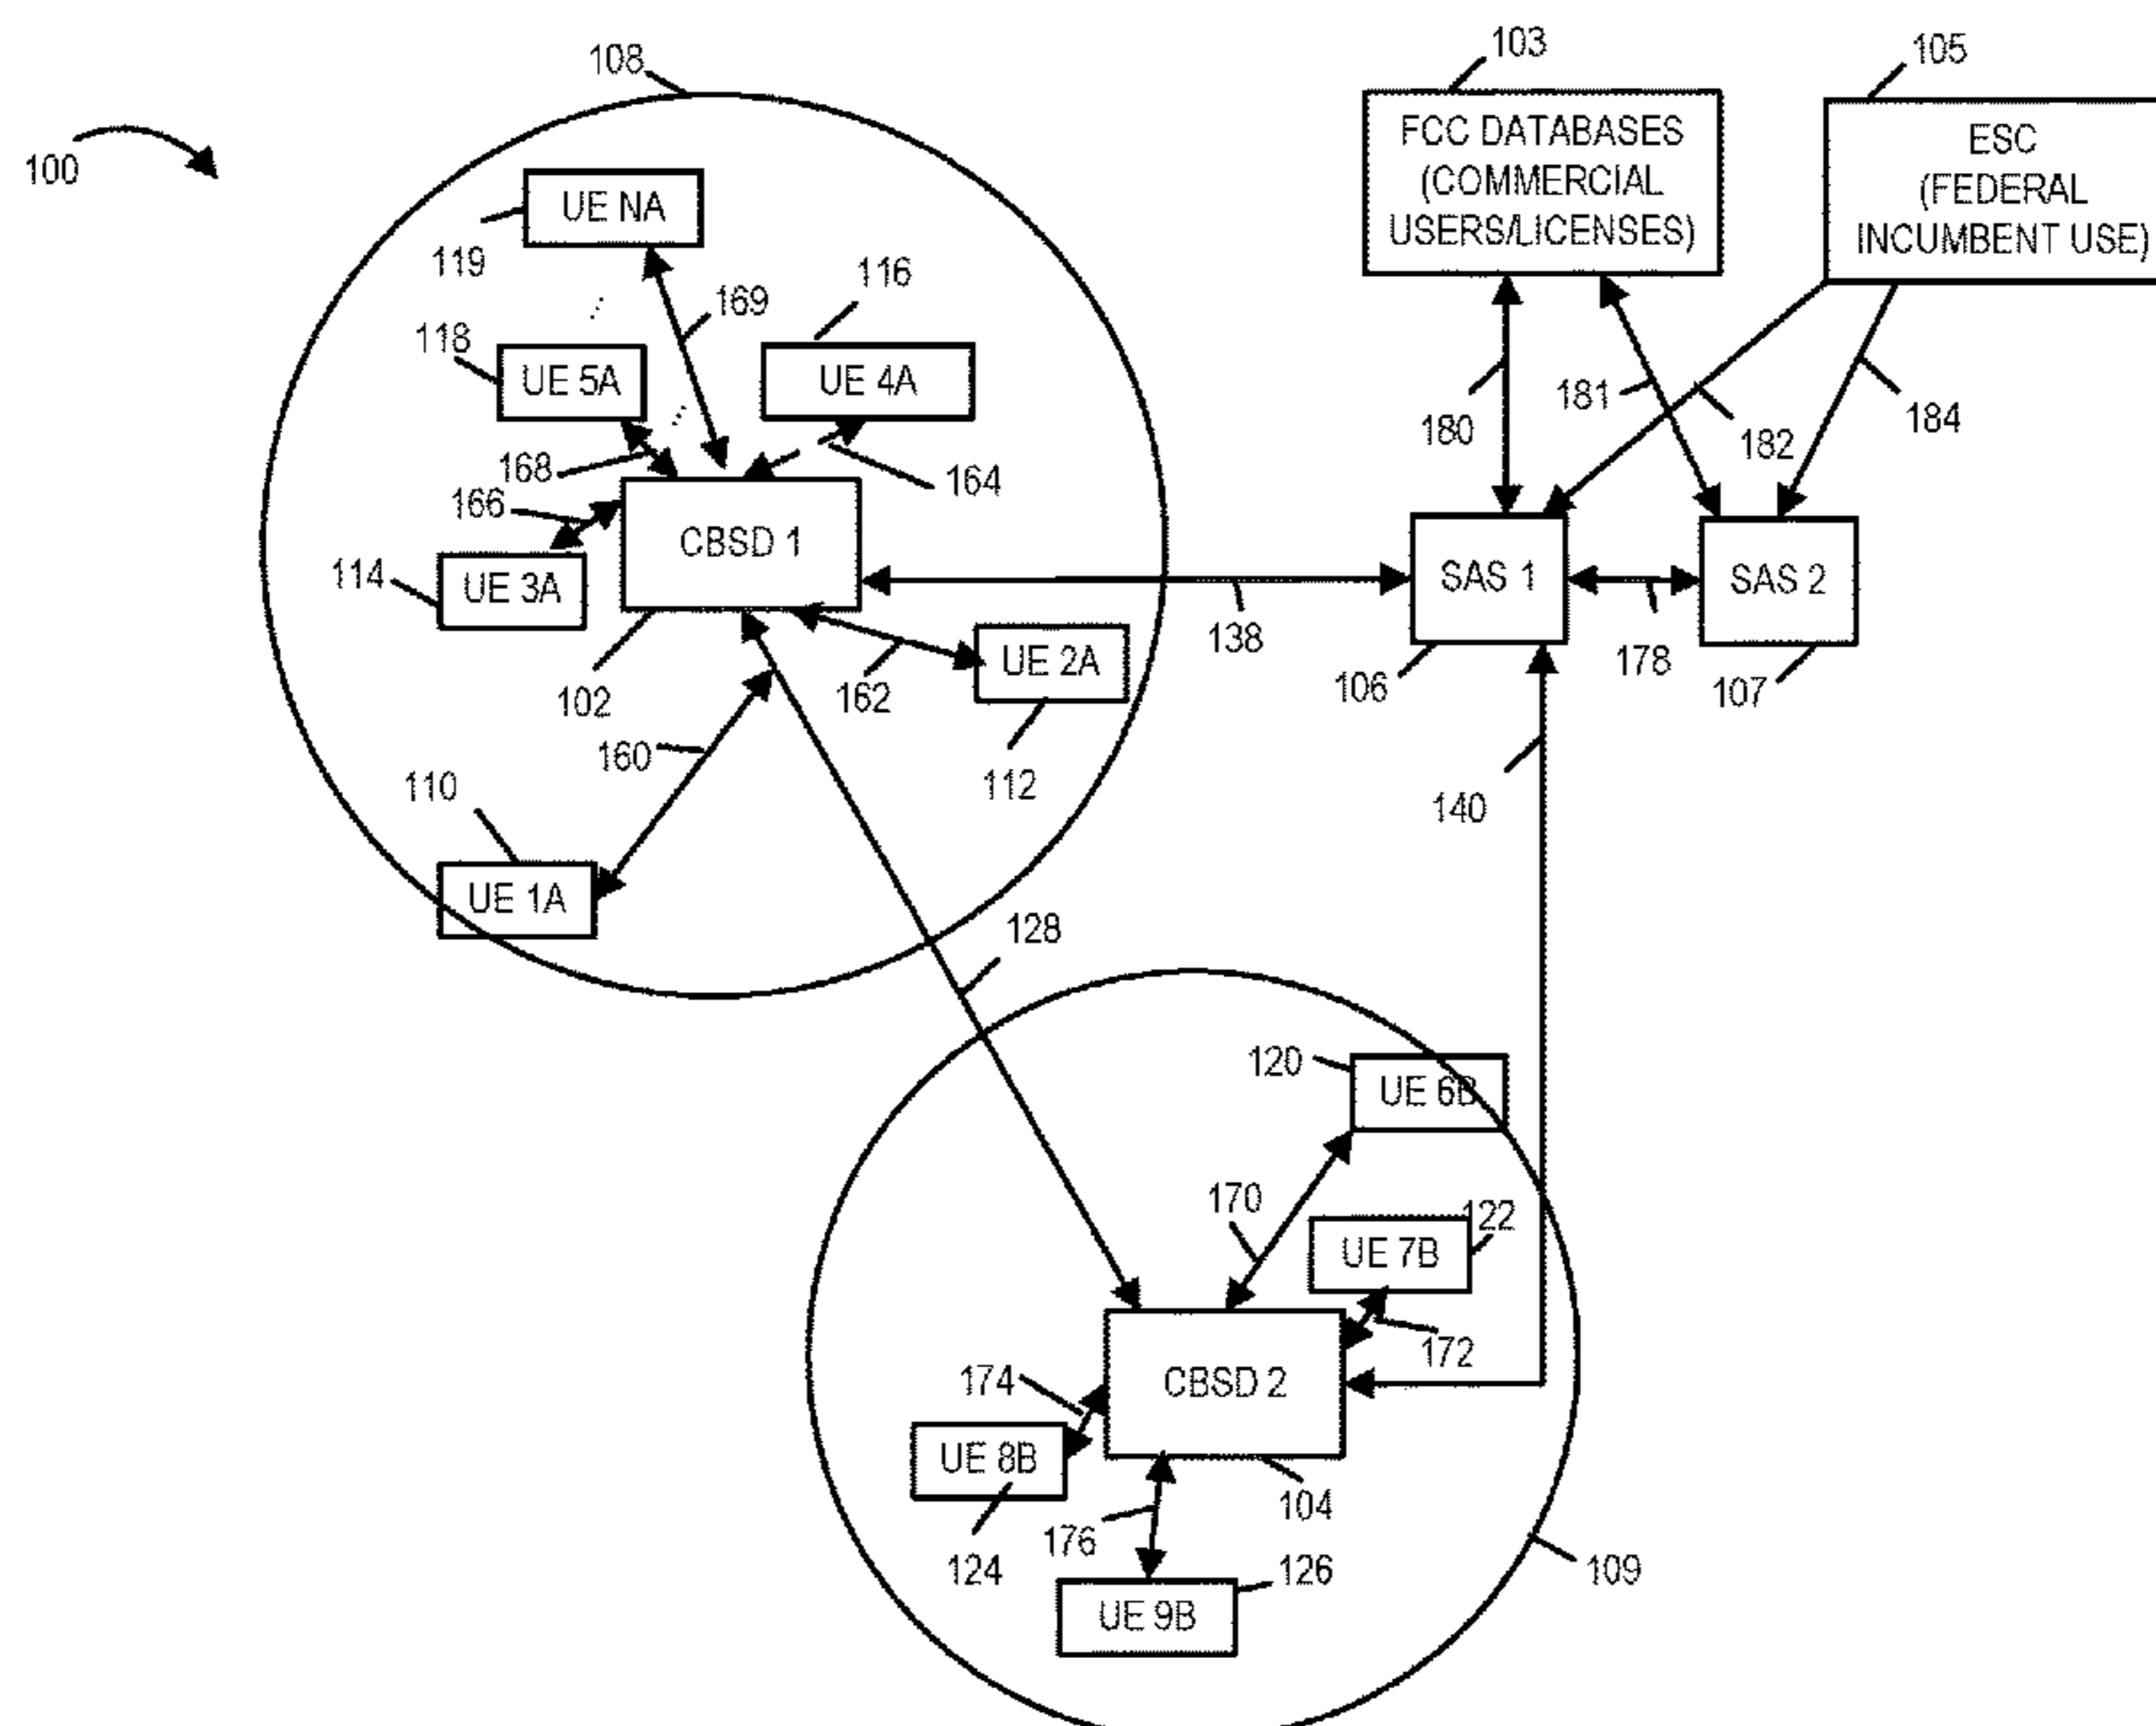 103
105
108
FCC DATABASES
(COMMERCIAL
USERS/LICENSES)
ESC
(FEDERAL
INCUMBENT USE)
100
UE NA
119
116
169
118
UE 5A
UE 4A
180
181
182
184
168
164
166
CBSD 1
114
UE 3A
138
SAS 1
SAS 2
178
106
107
102
162
UE 2A
160
112
110
140
UE 1A
128
120
UE 6B
170
122
UE 7B
172
174
CBSD 2
UE 8B
104
176
124
126
109
UE 9B